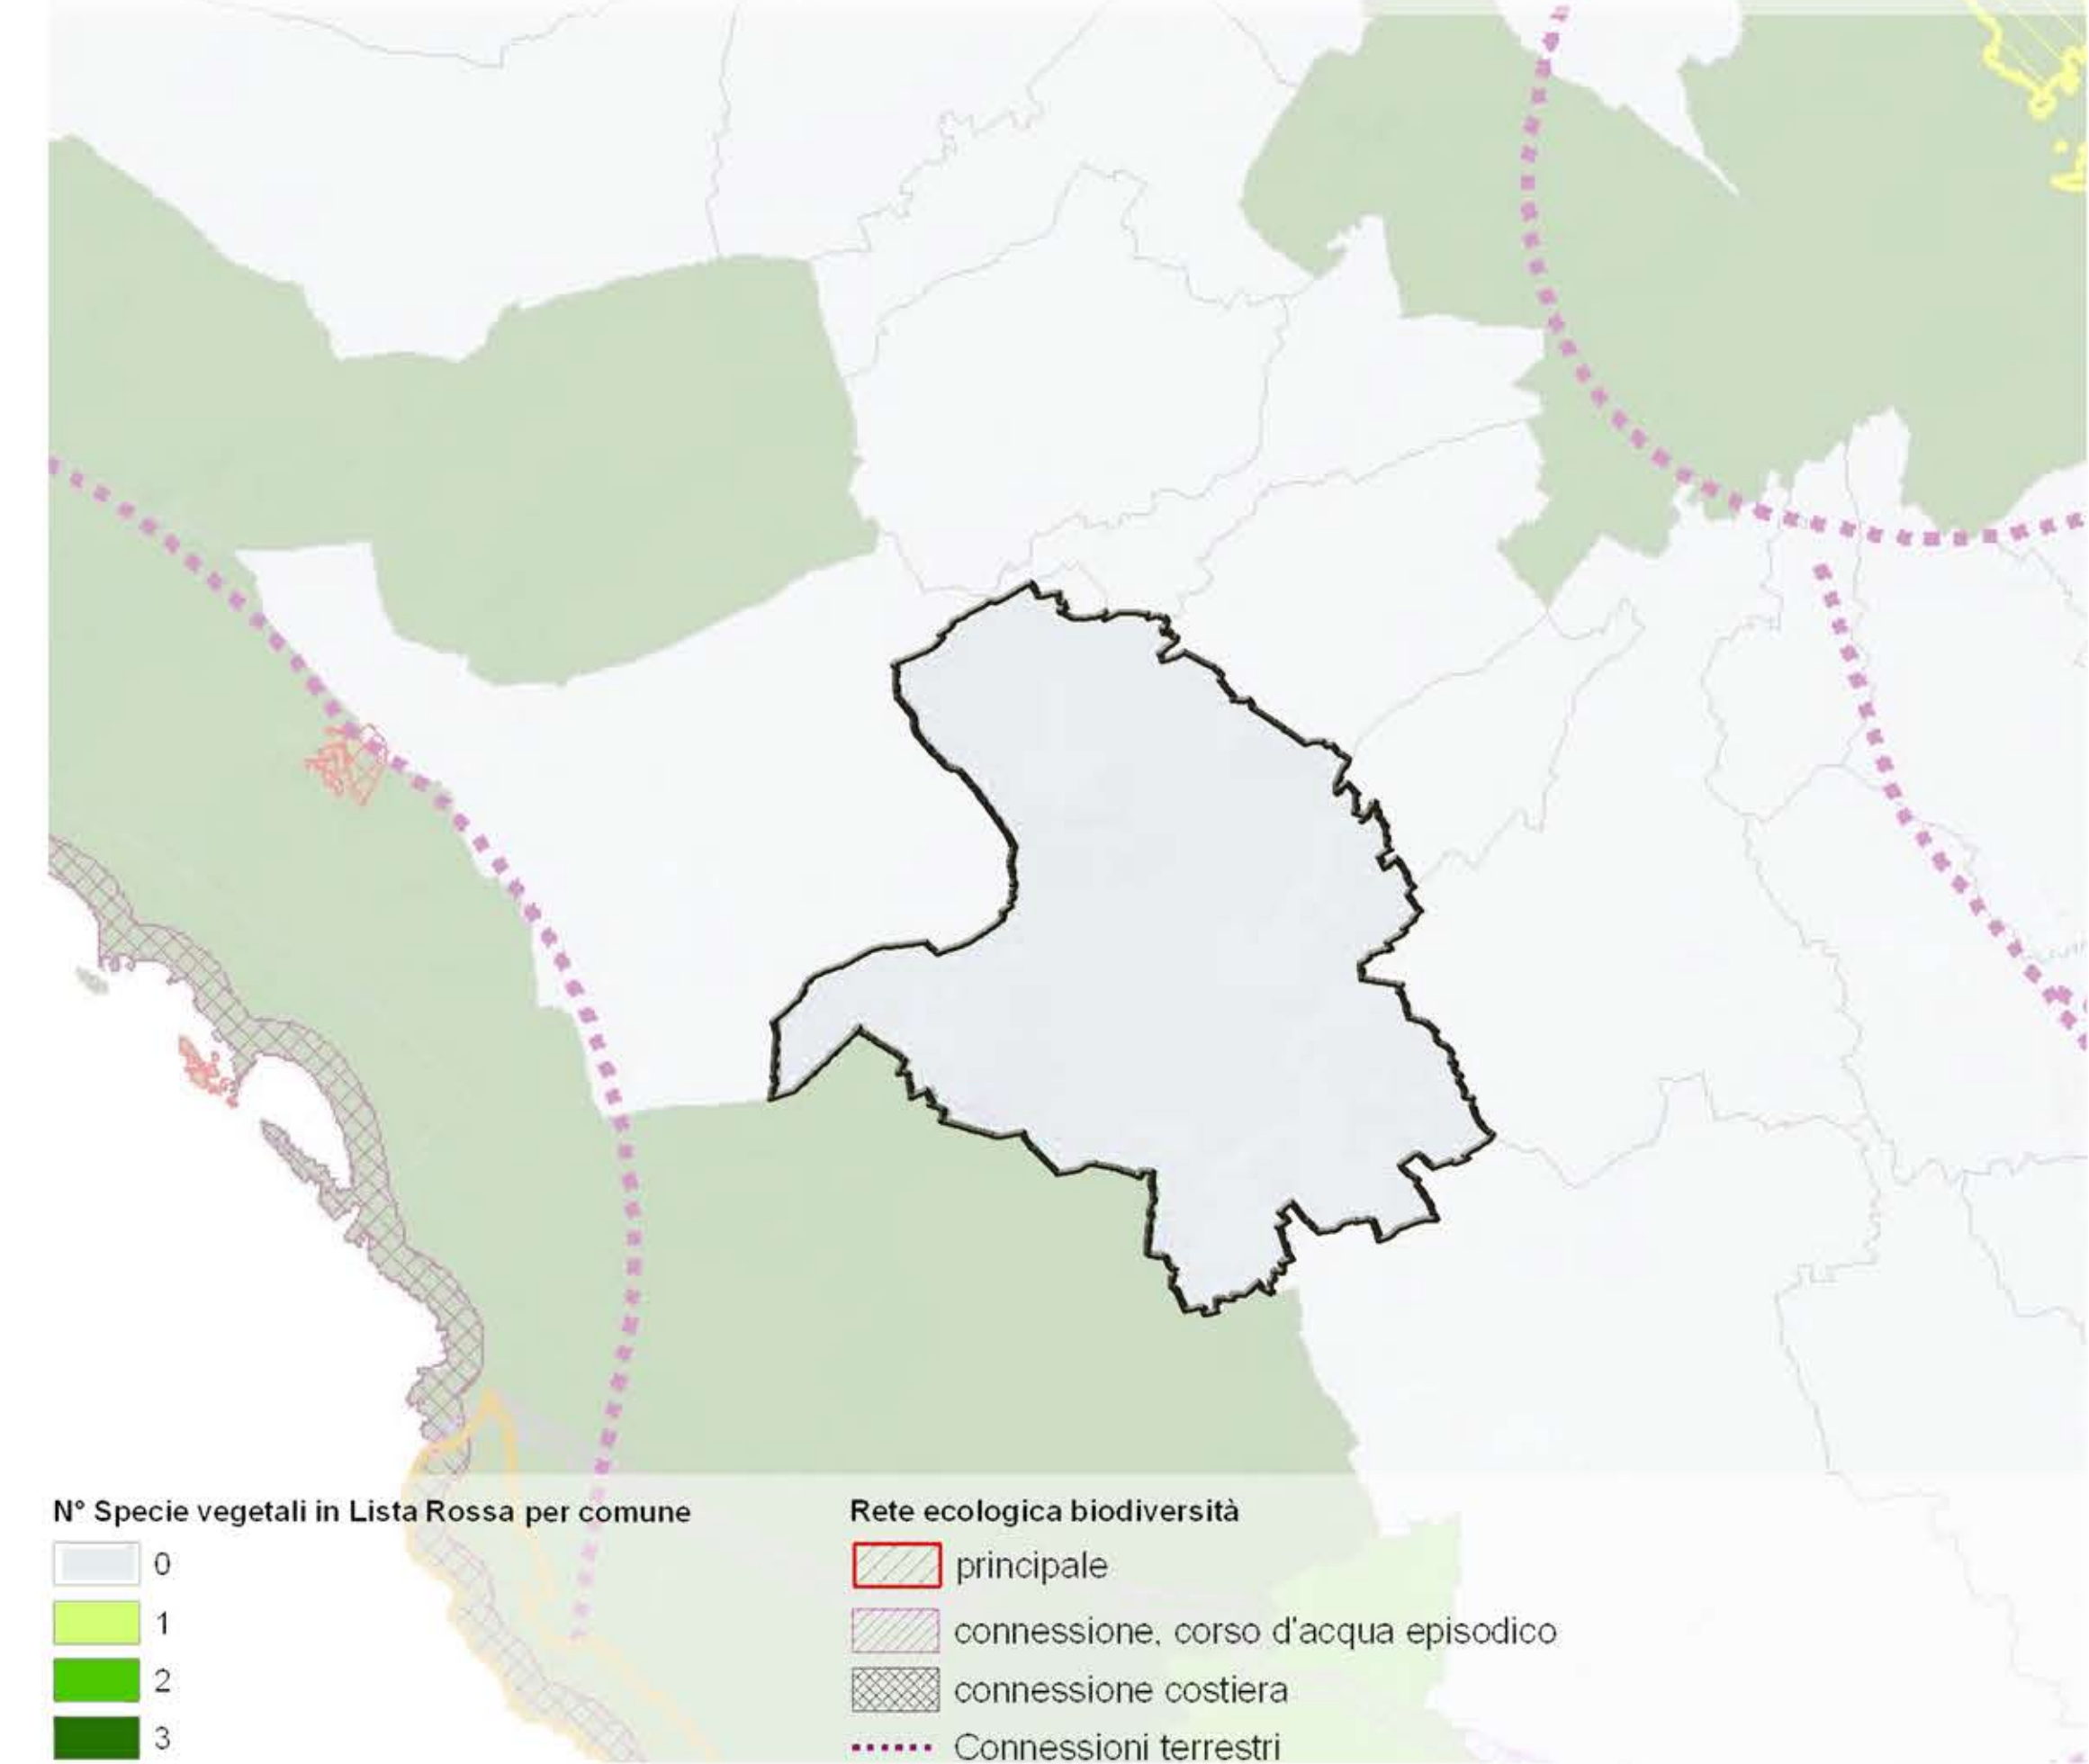 N° Specie vegetali in Lista Rossa per comune
0
1
2
3
Rete ecologica biodiversità
principale
connessione, corso d'acqua episodico
connessione costiera
Connessioni terrestri